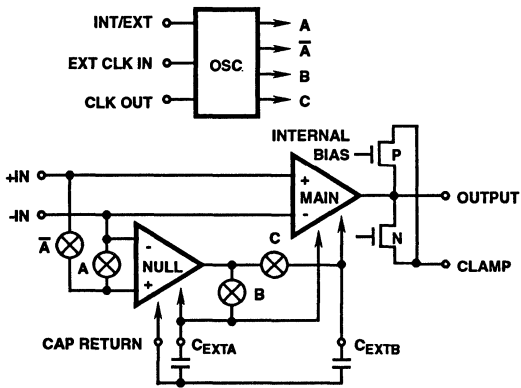 INT/EXT
EXT CLK IN
CLK OUT
OSC.
A
A̅
B
C
INTERNAL
BIAS
P
+IN
-IN
+
MAIN
-
OUTPUT
N
CLAMP
A̅
A
-
NULL
+
C
B
CAP RETURN
CEXTA
CEXTB